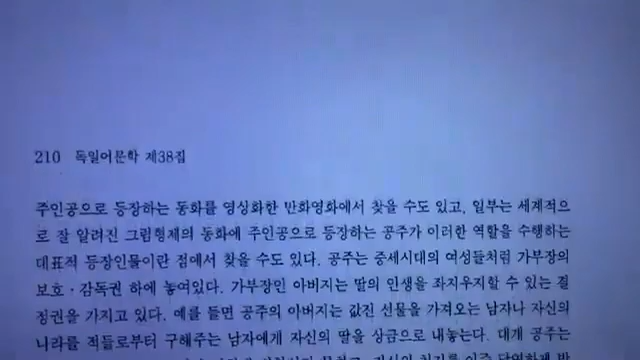 210 독일어문학 제38집
주인공으로 등장하는 동화를 영상화한 만화영화에서 찾을 수도 있고, 일부는 세계적으
로 잘 알려진 그림형제의 동화에 주인공으로 등장하는 공주가 이러한 역할을 수행하는
대표적 등장인물이란 점에서 찾을 수도 있다. 공주는 중세시대의 여성들처럼 가부장의
보호·감독권 하에 놓여있다. 가부장인 아버지는 딸의 인생을 좌지우지할 수 있는 결
정권을 가지고 있다. 예를 들면 공주의 아버지는 값진 선물을 가져오는 남자나 자신의
나라를 적들로부터 구해주는 남자에게 자신의 딸을 상금으로 내놓는다. 대개 공주는